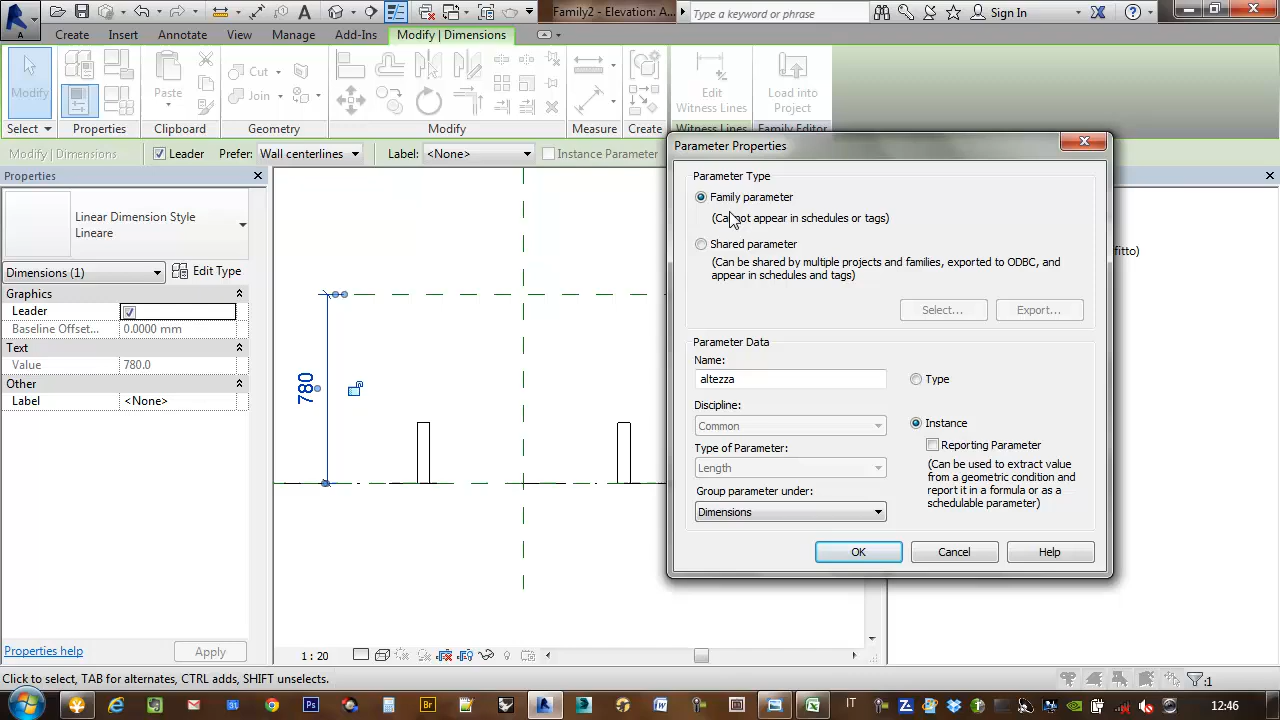 Family2 - Elevation: A...
Type a keyword or phrase
Sign In
Create Insert Annotate View Manage Add-Ins Modify | Dimensions
Modify
Paste
Cut
Join
Edit
Witness Lines
Load into
Project
Select Properties Clipboard Geometry Modify Measure Create Witness Lines Family Editor
Modify | Dimensions Leader Prefer: Wall centerlines Label: <None> Instance Parameter
Properties
Linear Dimension Style
Lineare
Dimensions (1) Edit Type
Graphics
Leader
Baseline Offset... 0.0000 mm
Text
Value 780.0
Other
Label <None>
Properties help Apply
780
1 : 20
fitto)
Parameter Properties
Parameter Type
Family parameter
(Cannot appear in schedules or tags)
Shared parameter
(Can be shared by multiple projects and families, exported to ODBC, and
appear in schedules and tags)
Select... Export...
Parameter Data
Name:
altezza
Type
Discipline:
Common
Instance
Reporting Parameter
(Can be used to extract value
from a geometric condition and
report it in a formula or as a
schedulable parameter)
Type of Parameter:
Length
Group parameter under:
Dimensions
OK Cancel Help
Click to select, TAB for alternates, CTRL adds, SHIFT unselects.
:1
Ps
Br
IT
12:46